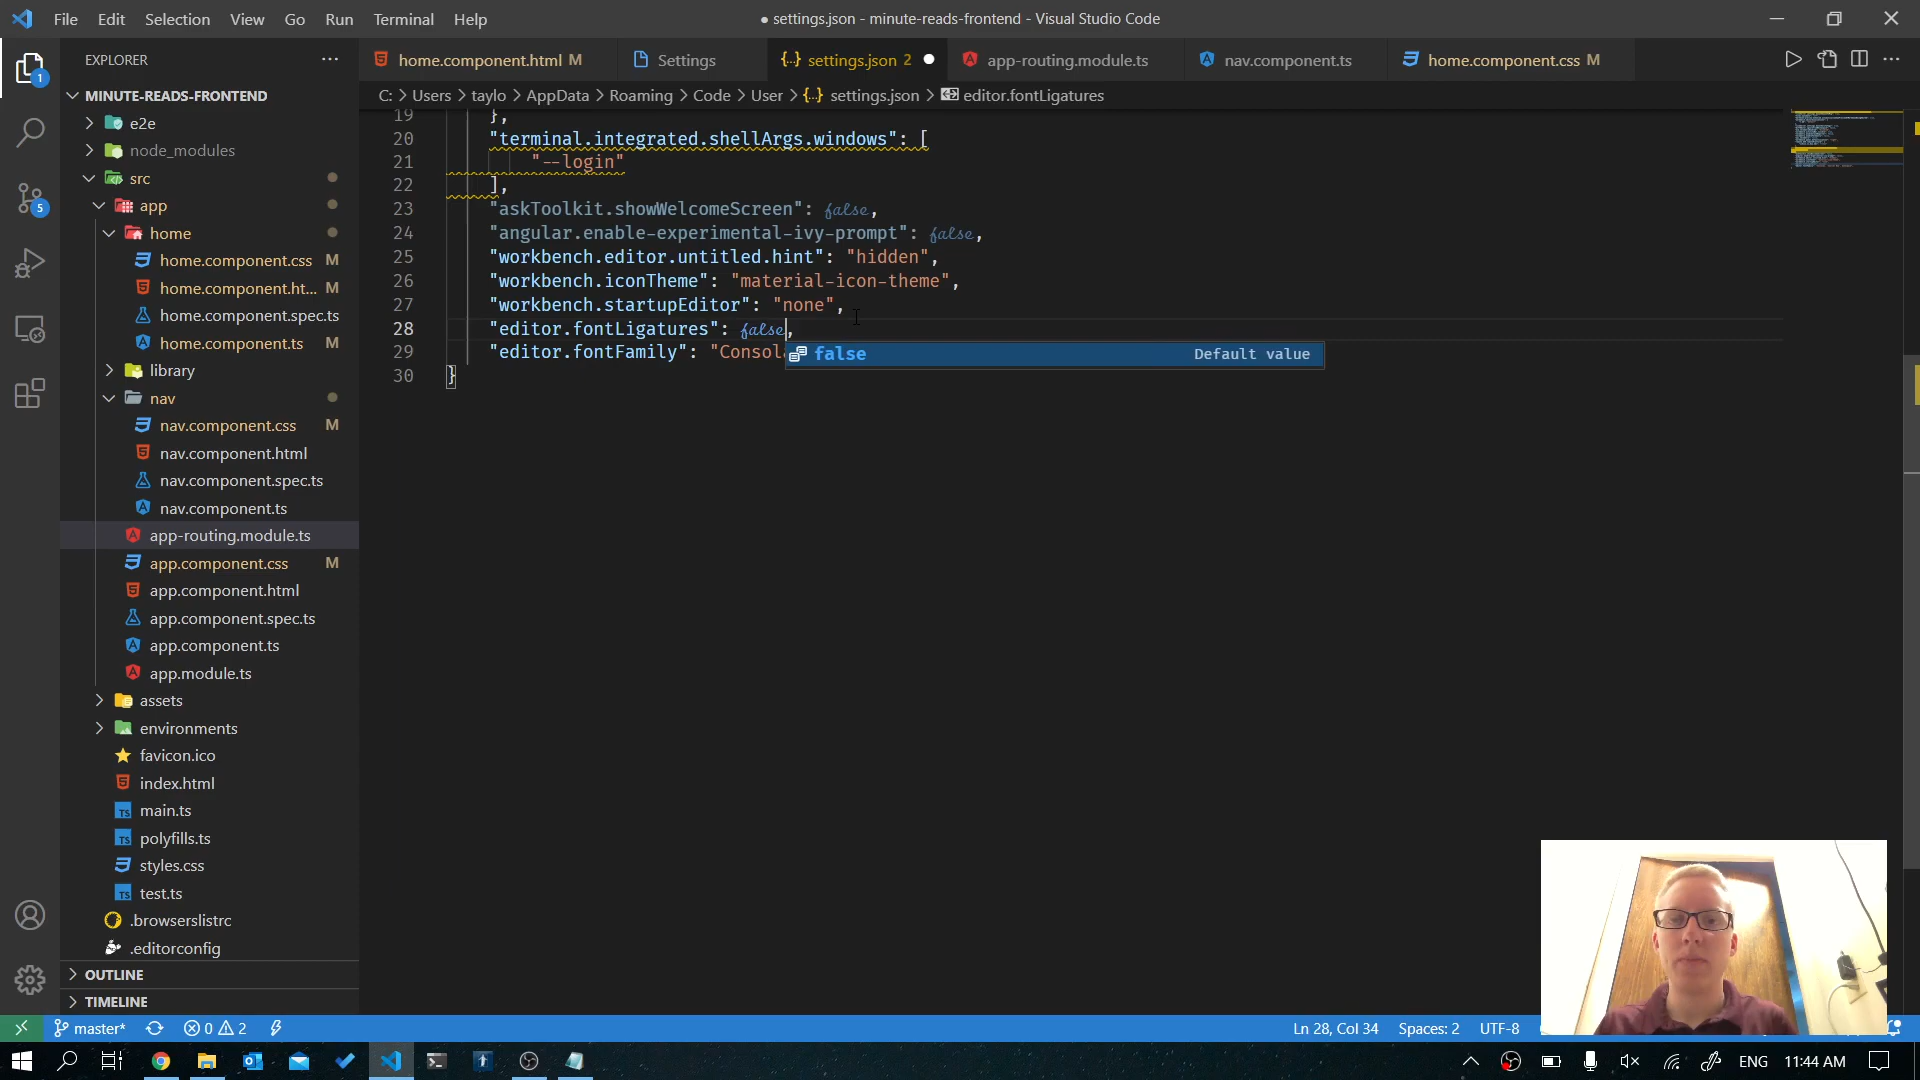 File Edit Selection View Go Run Terminal Help
● settings.json - minute-reads-frontend - Visual Studio Code
EXPLORER
home.component.html M
Settings
settings.json 2
app-routing.module.ts
nav.component.ts
home.component.css M
C: > Users > taylo > AppData > Roaming > Code > User > {..} settings.json > editor.fontLigatures
MINUTE-READS-FRONTEND
e2e
node_modules
src
app
home
home.component.css M
home.component.ht... M
home.component.spec.ts
home.component.ts M
library
nav
nav.component.css M
nav.component.html
nav.component.spec.ts
nav.component.ts
app-routing.module.ts
app.component.css M
app.component.html
app.component.spec.ts
app.component.ts
app.module.ts
assets
environments
favicon.ico
index.html
main.ts
polyfills.ts
styles.css
test.ts
.browserslistrc
.editorconfig
OUTLINE
TIMELINE
19 },
20 "terminal.integrated.shellArgs.windows": [
21 "--login"
22 ],
23 "askToolkit.showWelcomeScreen": false,
24 "angular.enable-experimental-ivy-prompt": false,
25 "workbench.editor.untitled.hint": "hidden",
26 "workbench.iconTheme": "material-icon-theme",
27 "workbench.startupEditor": "none",
28 "editor.fontLigatures": false,
29 "editor.fontFamily": "Consol
false Default value
30 }
1
5
master* 0 2
Ln 28, Col 34 Spaces: 2 UTF-8
ENG 11:44 AM